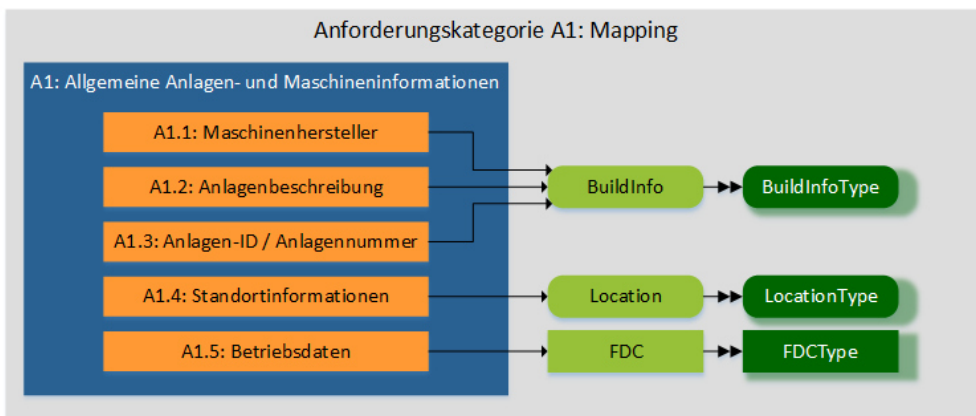 Anforderungskategorie A1: Mapping
A1: Allgemeine Anlagen- und Maschineninformationen
A1.1: Maschinenhersteller
A1.2: Anlagenbeschreibung
BuildInfo
BuildInfoType
A1.3: Anlagen-ID / Anlagennummer
A1.4: Standortinformationen
Location
LocationType
A1.5: Betriebsdaten
FDC
FDCType